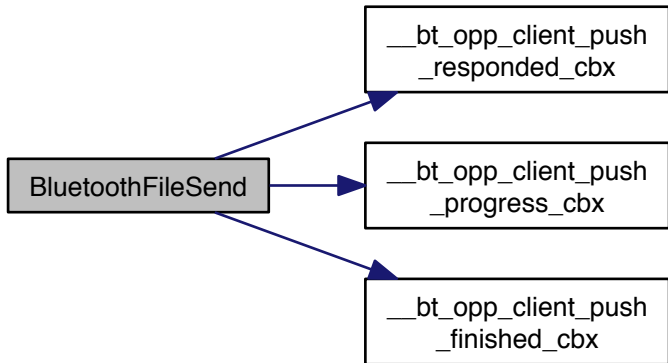 __bt_opp_client_push
_responded_cbx
BluetoothFileSend
__bt_opp_client_push
_progress_cbx
__bt_opp_client_push
_finished_cbx